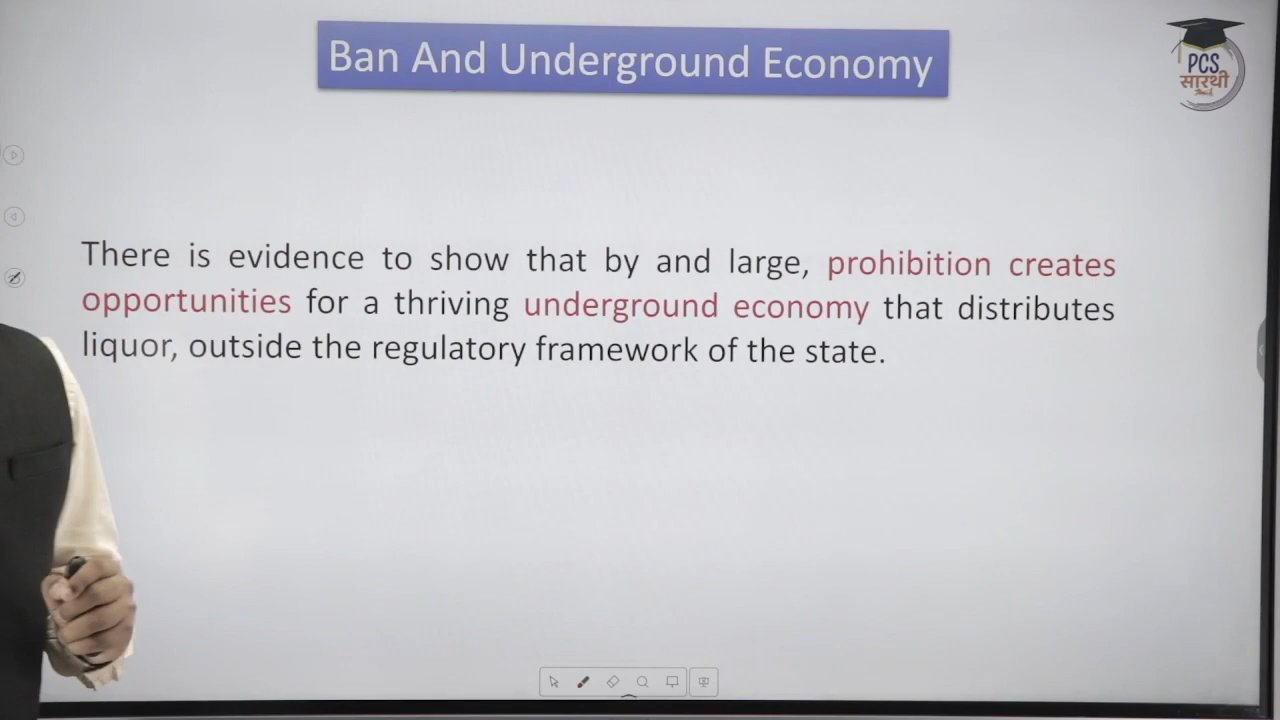 Ban And Underground Economy
PCS
सारथी
There is evidence to show that by and large, prohibition creates
opportunities for a thriving underground economy that distributes
liquor, outside the regulatory framework of the state.